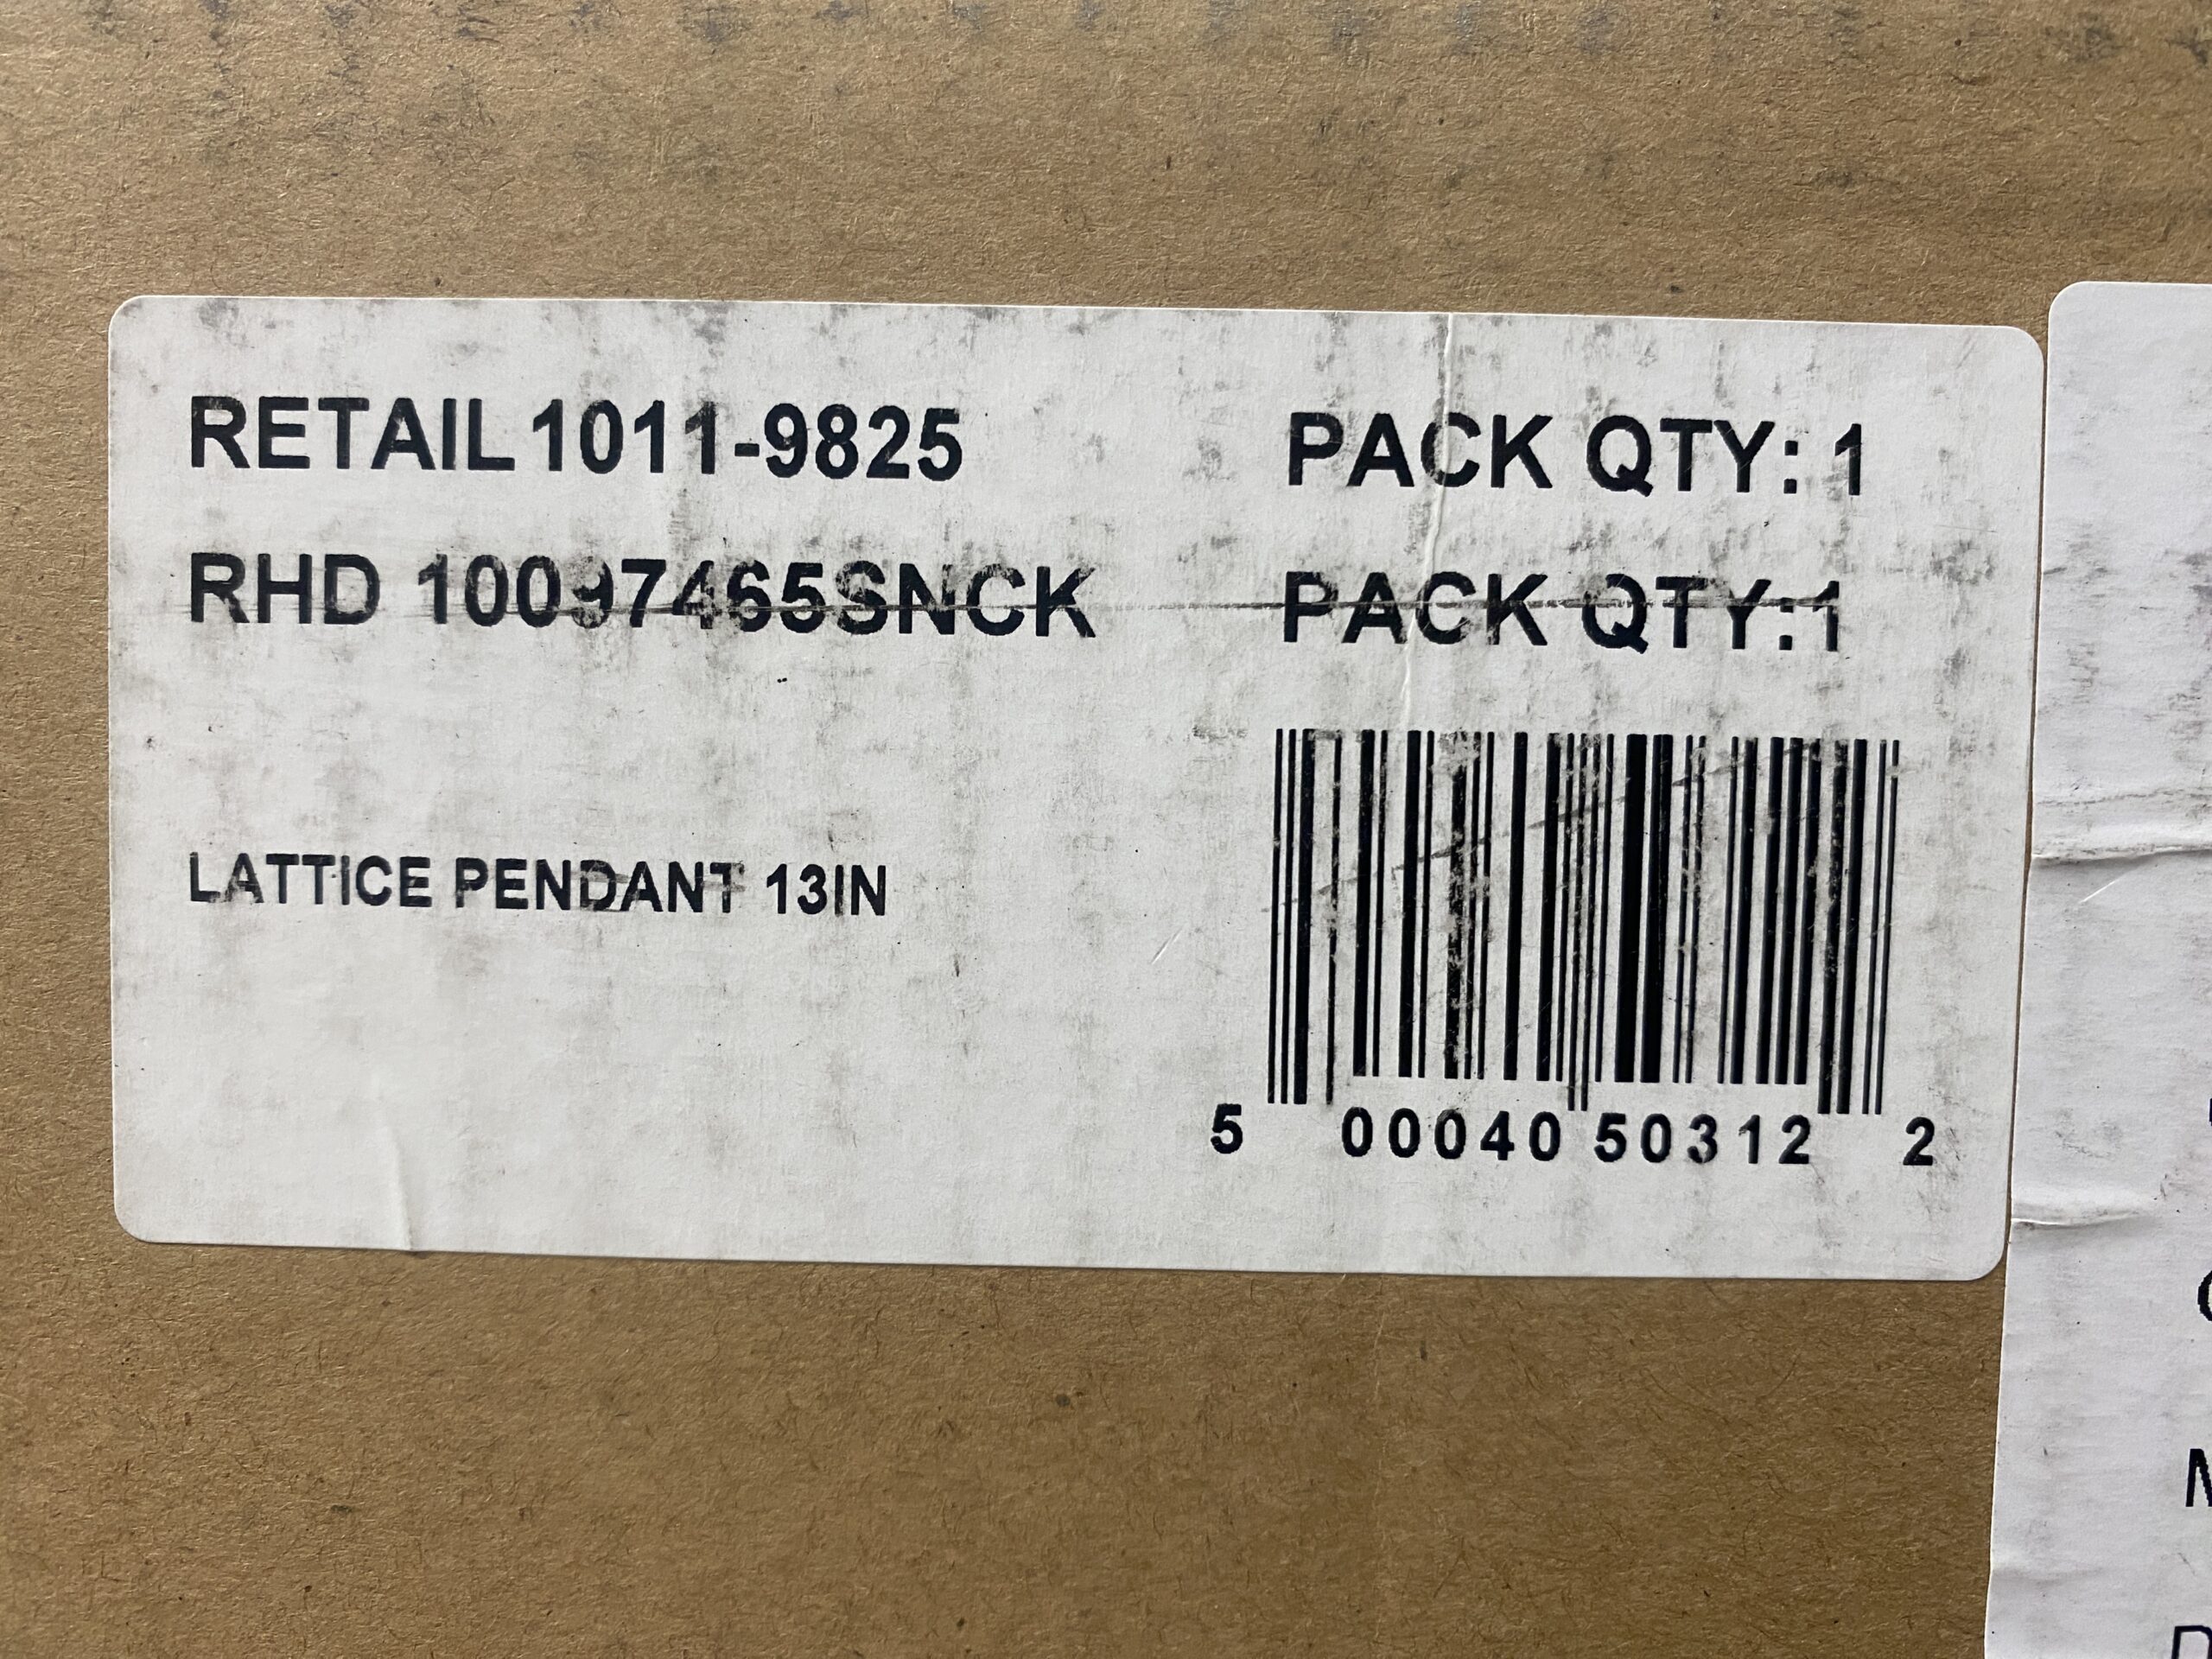 RETAIL 1011-9825
PACK QTY: 1
RHD 10097465SNCK
PACK QTY:1
LATTICE PENDANT 13IN
5 00040 50312 2